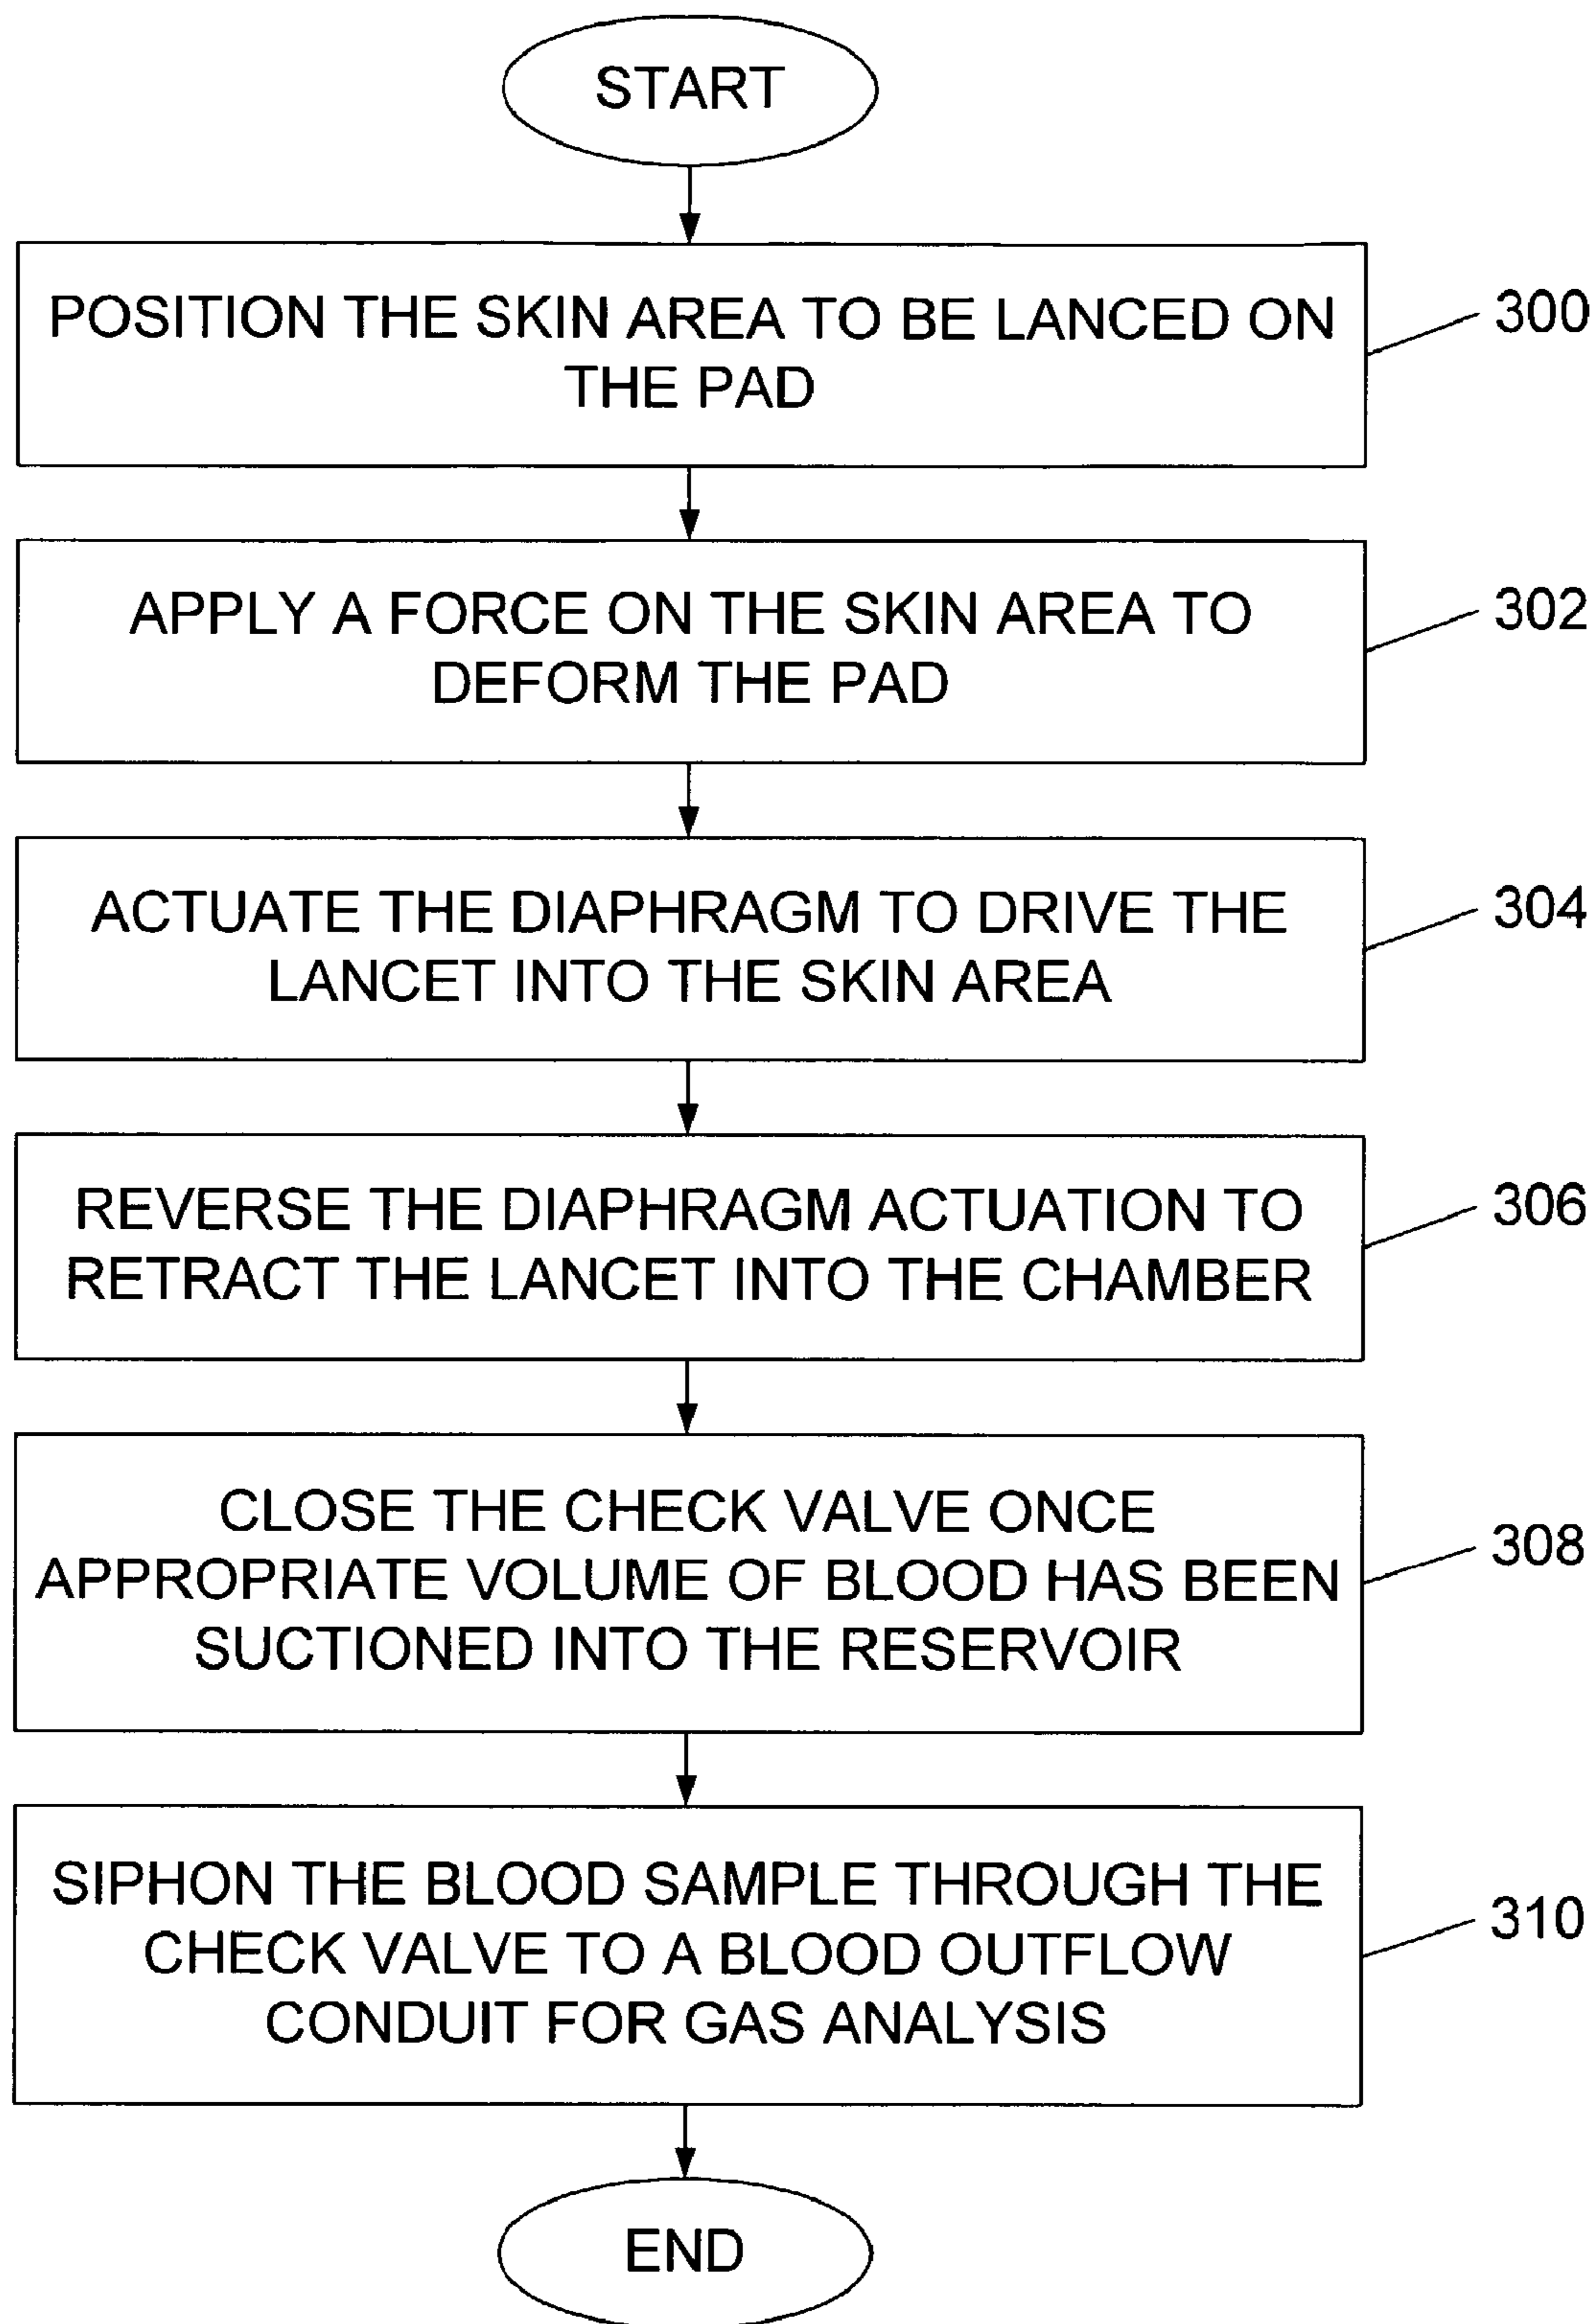 START
POSITION THE SKIN AREA TO BE LANCED ON
THE PAD
300
APPLY A FORCE ON THE SKIN AREA TO
DEFORM THE PAD
302
ACTUATE THE DIAPHRAGM TO DRIVE THE
LANCET INTO THE SKIN AREA
304
REVERSE THE DIAPHRAGM ACTUATION TO
RETRACT THE LANCET INTO THE CHAMBER
306
CLOSE THE CHECK VALVE ONCE
APPROPRIATE VOLUME OF BLOOD HAS BEEN
SUCTIONED INTO THE RESERVOIR
308
SIPHON THE BLOOD SAMPLE THROUGH THE
CHECK VALVE TO A BLOOD OUTFLOW
CONDUIT FOR GAS ANALYSIS
310
END